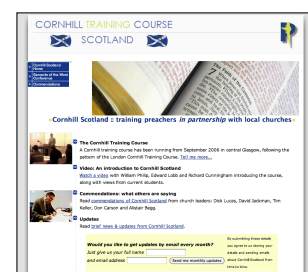 CORNHILL TRAINING COURSE
SCOTLAND
Cornhill Scotland
Home
Servants of the Word
Conference
Commendations
Cornhill Scotland :: training preachers in partnership with local churches
The Cornhill Training Course
A Cornhill training course has been running from September 2006 in central Glasgow, following the
pattern of the London Cornhill Training Course. Tell me more...
Video: An introduction to Cornhill Scotland
Watch a video with William Philip, Edward Lobb and Richard Cunningham introducing the course,
along with views from current students.
Commendations: what others are saying
Read commendations of Cornhill Scotland from church leaders: Dick Lucas, David Jackman, Tim
Keller, Don Carson and Alistair Begg.
Updates
Read brief news & updates from Cornhill Scotland.
Would you like to get updates by email every month?
Just give us your full name
and email address
Send me monthly updates
By submitting these details
you agree to us storing your
details and sending emails
about Cornhill Scotland from
time to time.